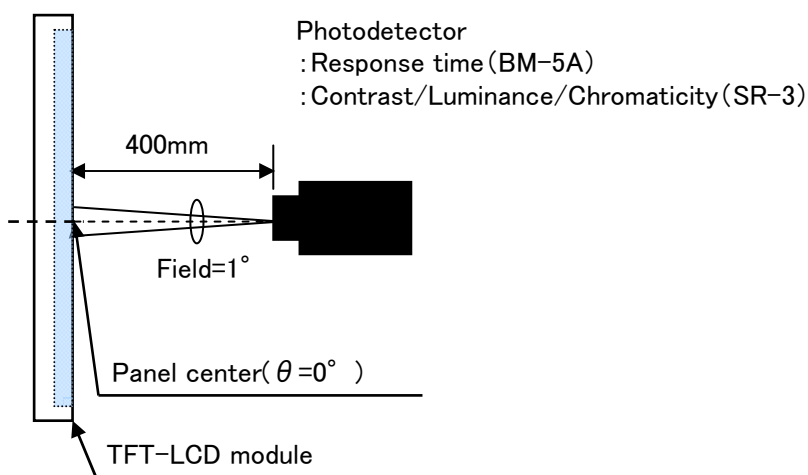 Photodetector
:Response time(BM-5A)
:Contrast/Luminance/Chromaticity(SR-3)
400mm
Field=1°
Panel center(θ=0° )
TFT-LCD module